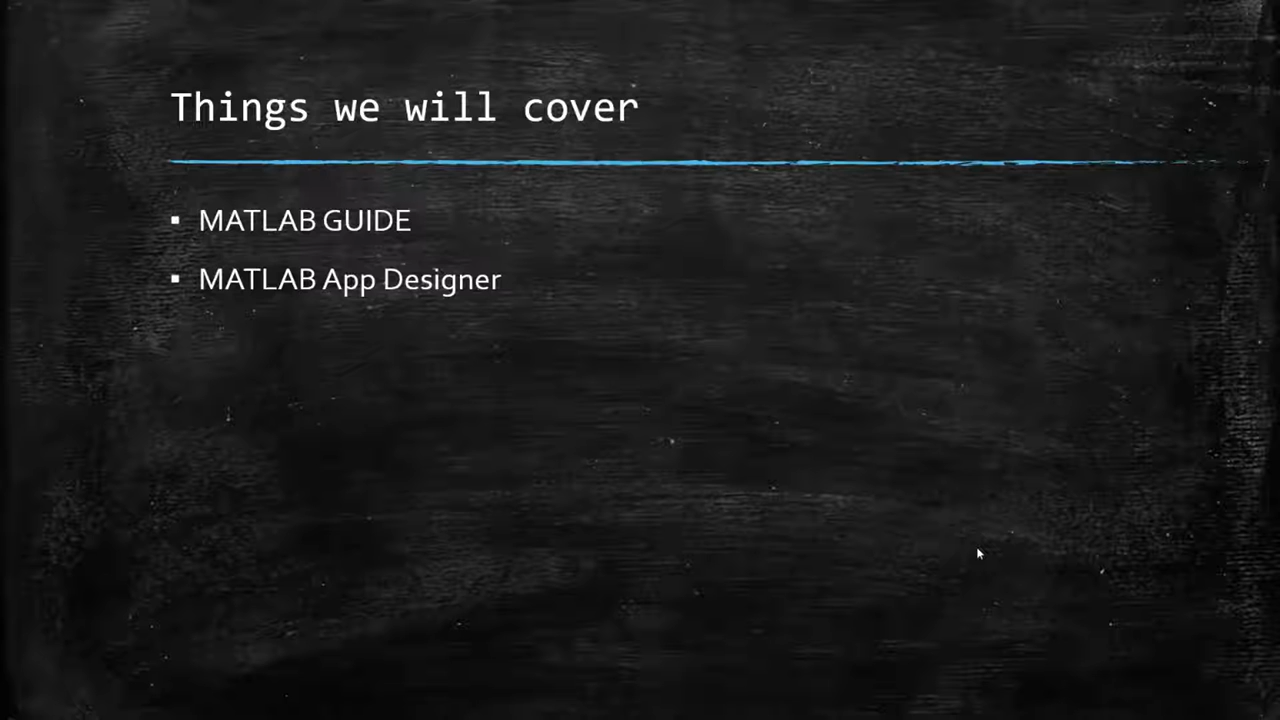 Things we will cover
▪ MATLAB GUIDE
▪ MATLAB App Designer